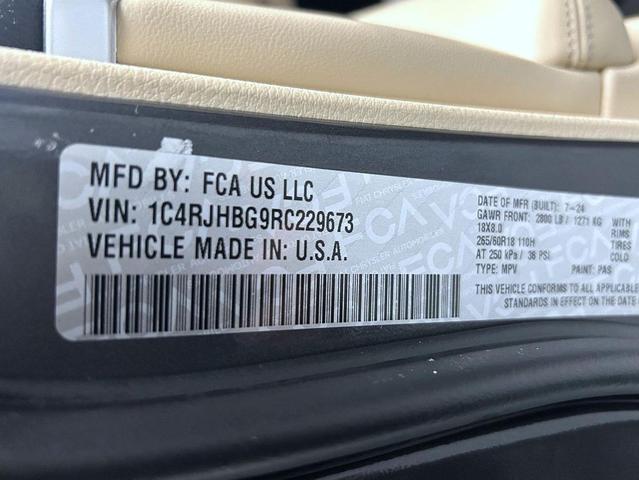 MFD BY: FCA US LLC
VIN: 1C4RJHBG9RC229673
VEHICLE MADE IN: U.S.A.
DATE OF MFR (BUILT): 7-24
GAWR FRONT: 2800 LB / 1271 KG WITH
18X8.0 RIMS
265/60R18 110H TIRES
AT 250 kPa / 36 PSI COLD
TYPE: MPV PAINT: PAS
THIS VEHICLE CONFORMS TO ALL APPLICABLE
STANDARDS IN EFFECT ON THE